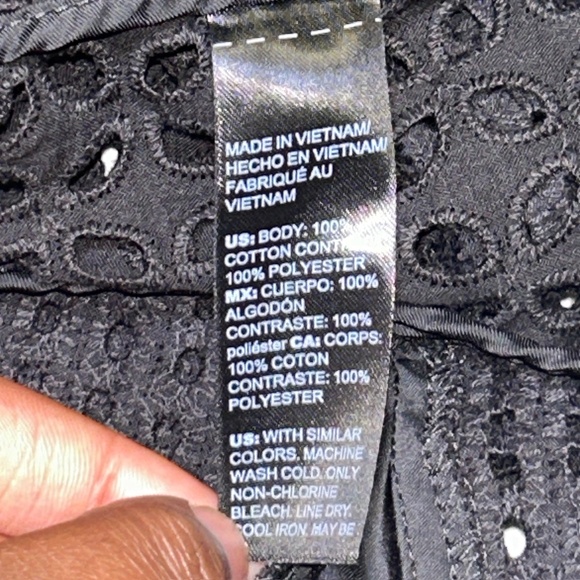 MADE IN VIETNAM/.
HECHO EN VIETNAM/
FABRIQUÉ AU
VIETNAM
US: BODY: 100%
COTTON CONT
100% POLYESTER
MX: CUERPO: 100%
ALGODÓN
CONTRASTE: 100%
poliéster CA: CORPS:
100% COTON
CONTRASTE: 100%
POLYESTER
US: WITH SIMILAR
COLORS. MACHINE
WASH COLD. ONLY
NON-CHLORINE
BLEACH. LINE DRY.
COOL IRON. MAY BE